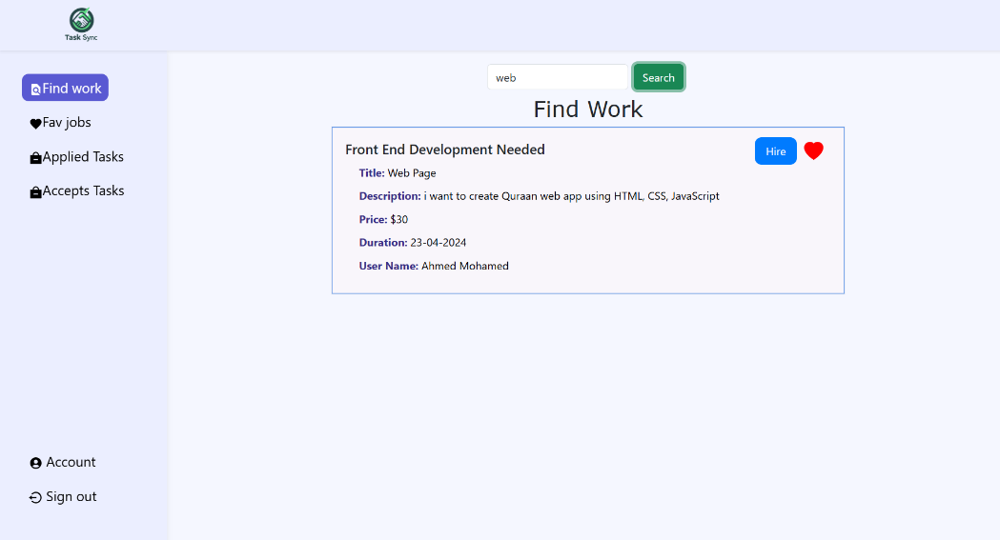 Task Sync
Find work
Fav jobs
Applied Tasks
Accepts Tasks
Account
Sign out
web
Search
Find Work
Front End Development Needed
Hire
Title: Web Page
Description: i want to create Quraan web app using HTML, CSS, JavaScript
Price: $30
Duration: 23-04-2024
User Name: Ahmed Mohamed